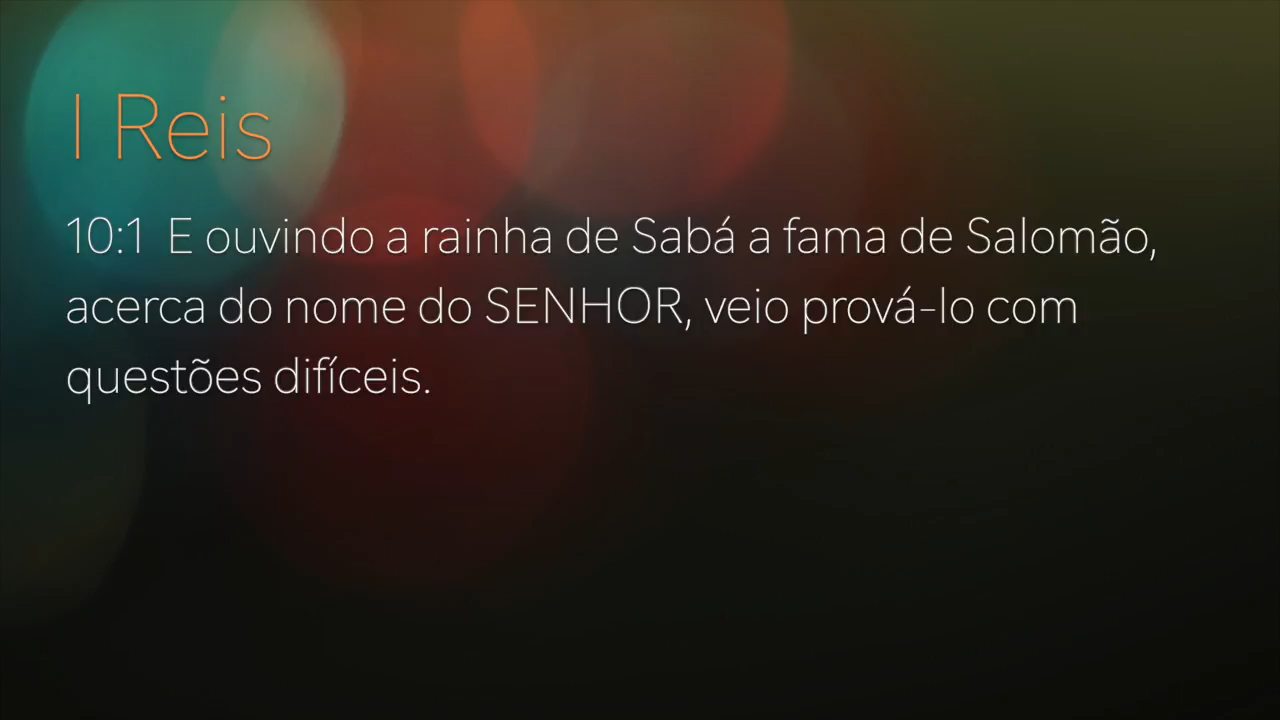 I Reis
10:1 E ouvindo a rainha de Sabá a fama de Salomão,
acerca do nome do SENHOR, veio prová-lo com
questões difíceis.